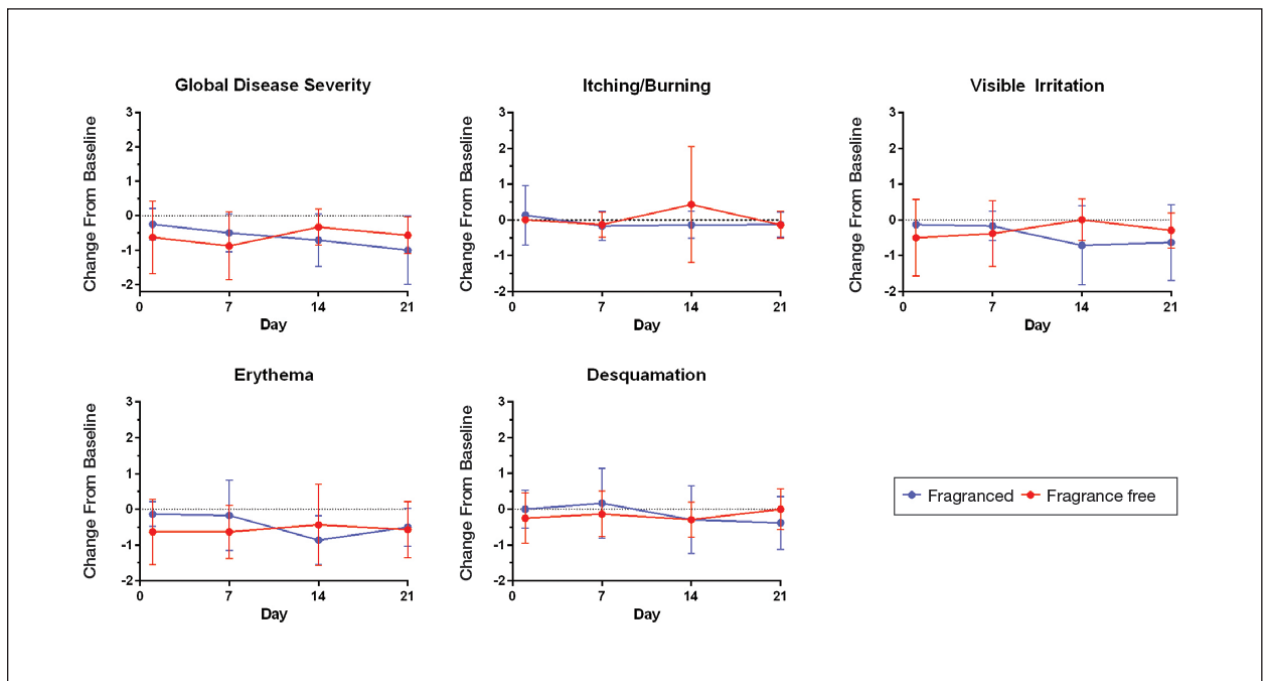 Global Disease Severity
Change From Baseline
3
2
1
0
-1
-2
0 7 14 21
Day
Itching/Burning
Change From Baseline
3
2
1
0
-1
-2
0 7 14 21
Day
Visible Irritation
Change From Baseline
3
2
1
0
-1
-2
0 7 14 21
Day
Erythema
Change From Baseline
3
2
1
0
-1
-2
0 7 14 21
Day
Desquamation
Change From Baseline
3
2
1
0
-1
-2
0 7 14 21
Day
Fragranced Fragrance free